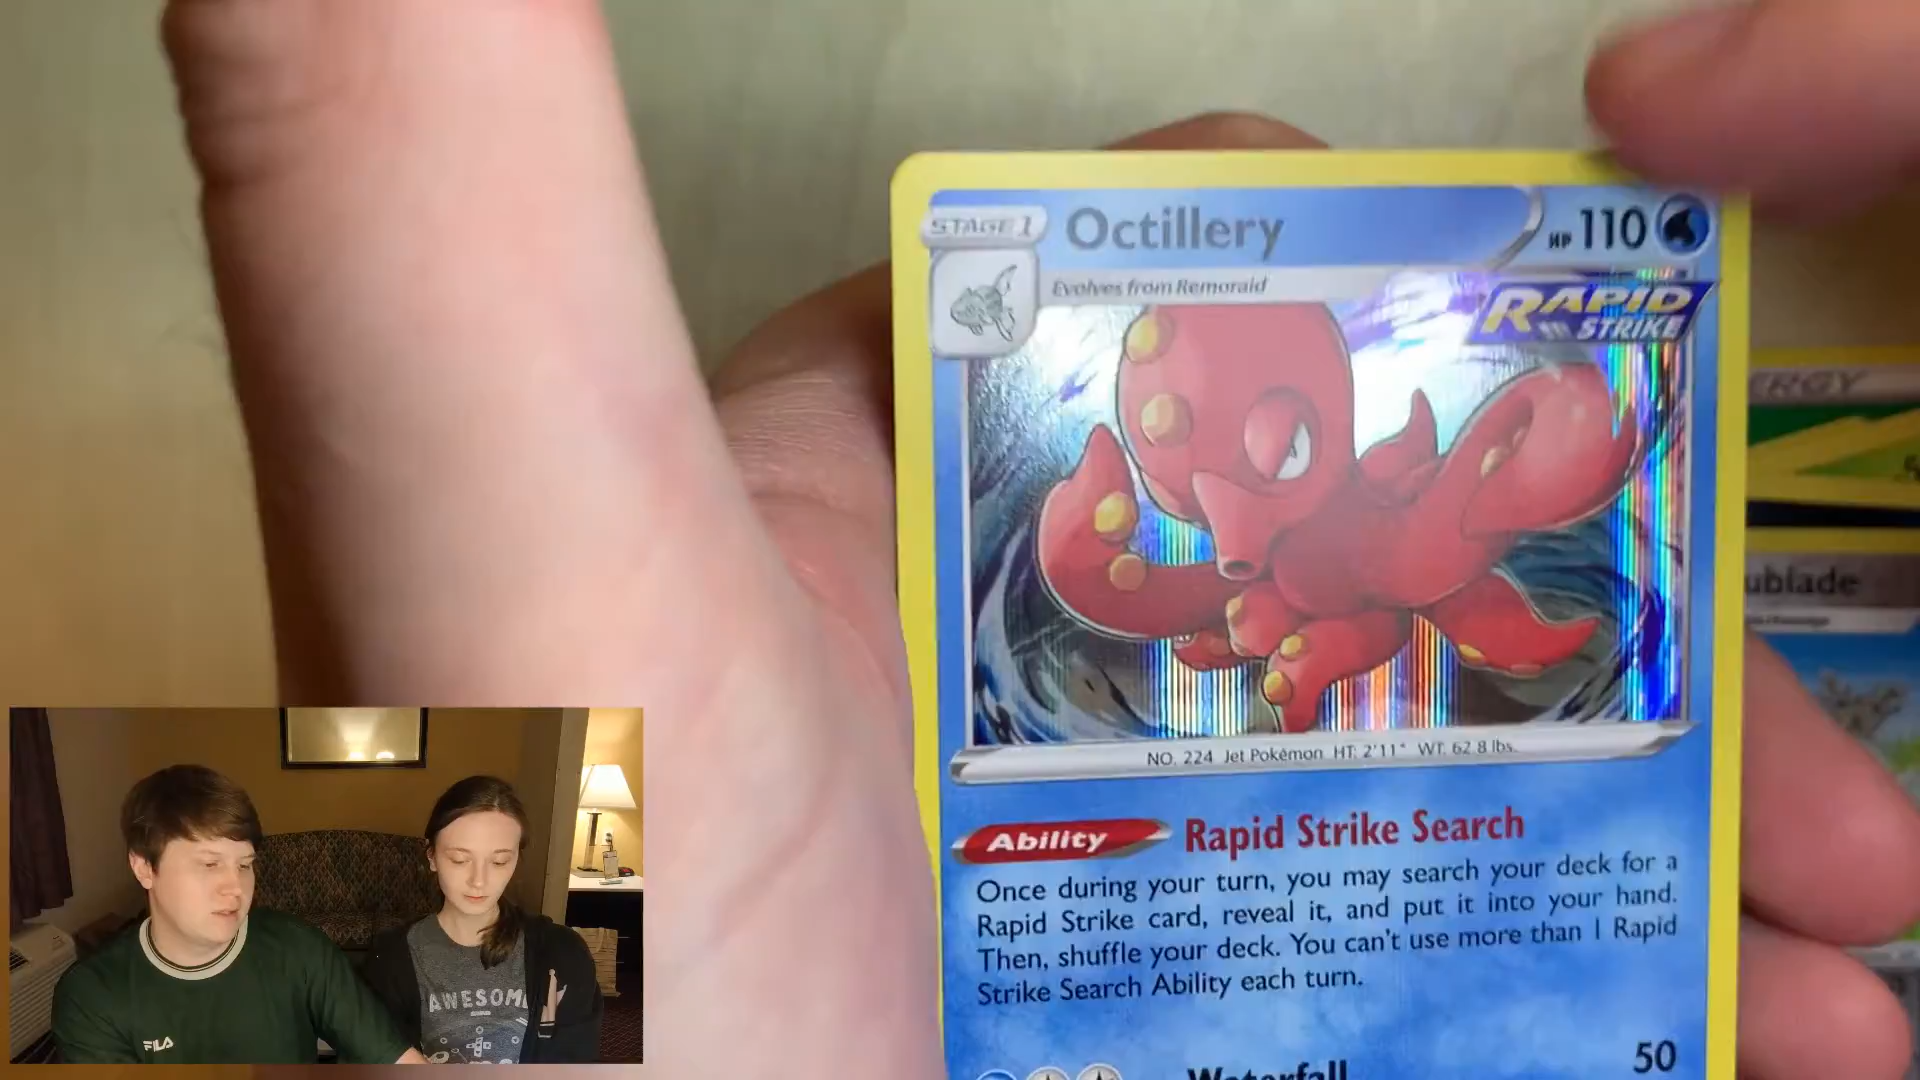 STAGE 1
Octillery
HP 110
Evolves from Remoraid
RAPID
STRIKE
NO. 224 Jet Pokémon HT: 2'11" WT: 62.8 lbs.
Ability Rapid Strike Search
Once during your turn, you may search your deck for a
Rapid Strike card, reveal it, and put it into your hand.
Then, shuffle your deck. You can't use more than 1 Rapid
Strike Search Ability each turn.
Waterfall 50
ERGY
ublade
FILA
AWESOM